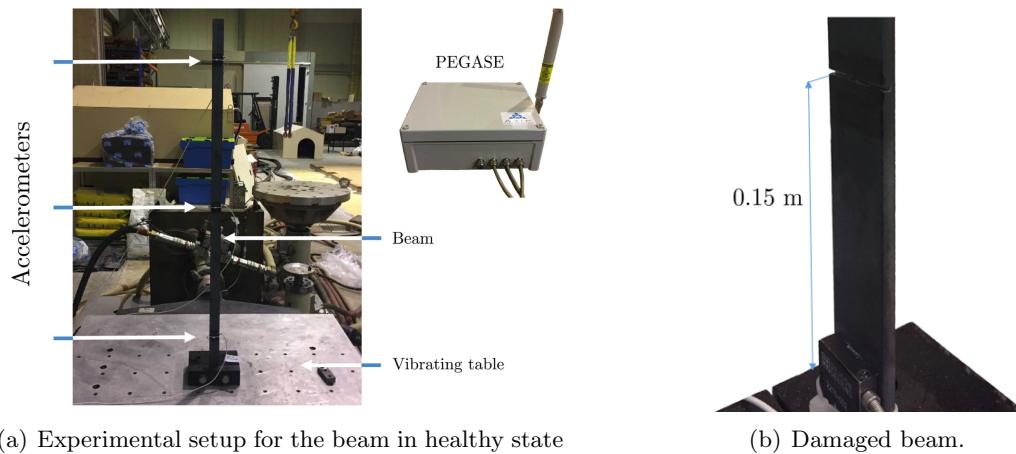 PEGASE
Accelerometers
0.15 m
Beam
Vibrating table
(a) Experimental setup for the beam in healthy state
(b) Damaged beam.